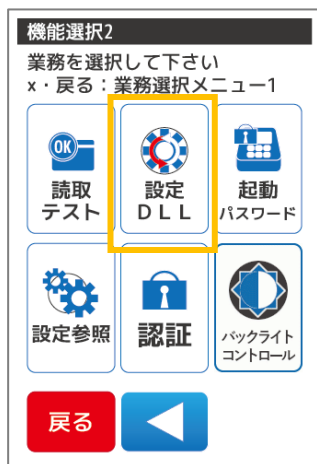 機能選択2
業務を選択して下さい
x・戻る：業務選択メニュー1
OK
読取
テスト
設定
ＤＬＬ
起動
パスワード
設定参照
認証
バックライト
コントロール
戻る